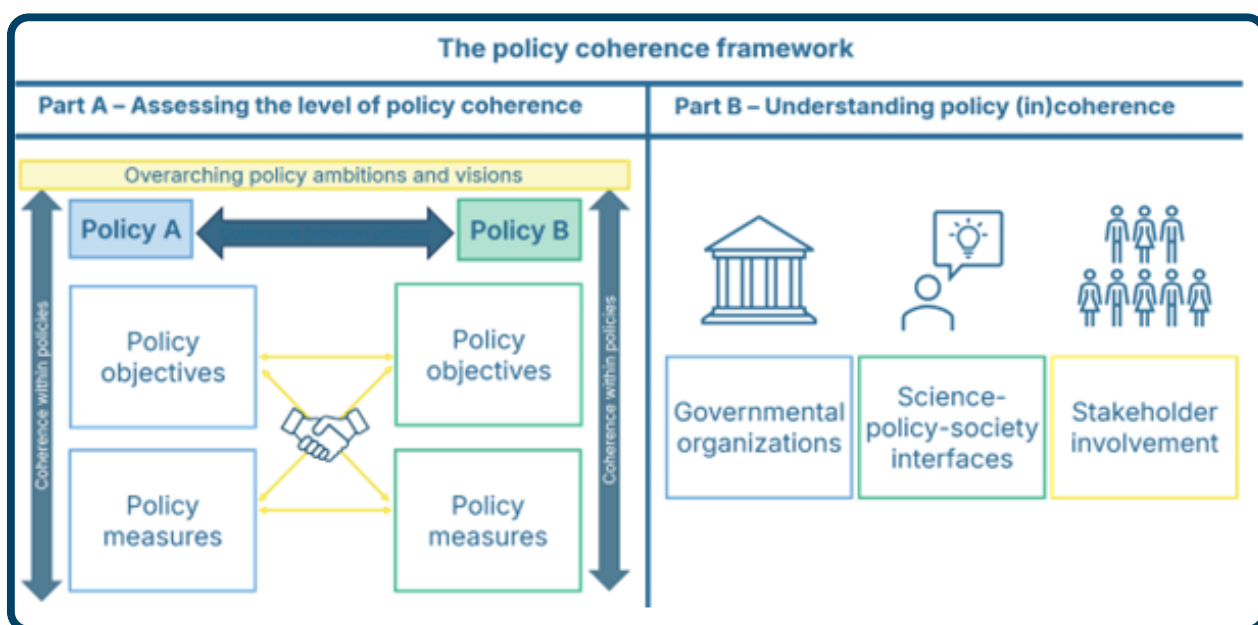 The policy coherence framework
Part A – Assessing the level of policy coherence
Part B – Understanding policy (in)coherence
Overarching policy ambitions and visions
Policy A
Policy B
Coherence within policies
Policy
objectives
Policy
objectives
Policy
measures
Policy
measures
Coherence within policies
Governmental
organizations
Science-
policy-society
interfaces
Stakeholder
involvement